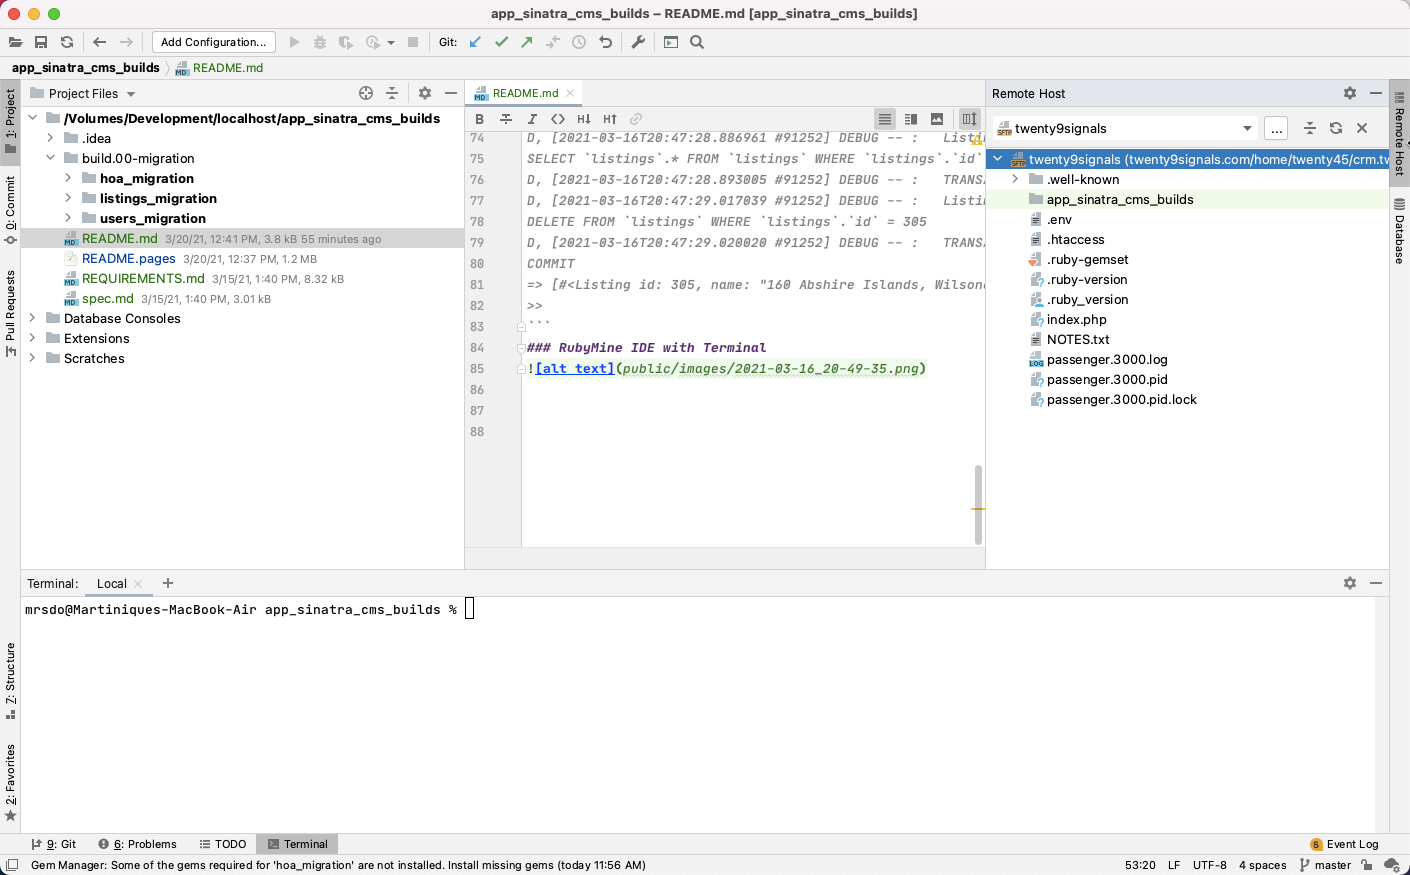 app_sinatra_cms_builds – README.md [app_sinatra_cms_builds]
Add Configuration...
Git:
app_sinatra_cms_builds
README.md
1: Project
0: Commit
Pull Requests
Z: Structure
2: Favorites
Project Files
/Volumes/Development/localhost/app_sinatra_cms_builds
.idea
build.00-migration
hoa_migration
listings_migration
users_migration
README.md 3/20/21, 12:41 PM, 3.8 kB 55 minutes ago
README.pages 3/20/21, 12:37 PM, 1.2 MB
REQUIREMENTS.md 3/15/21, 1:40 PM, 8.32 kB
spec.md 3/15/21, 1:40 PM, 3.01 kB
Database Consoles
Extensions
Scratches
README.md
B I H↓ H↑
74 D, [2021-03-16T20:47:28.886961 #91252] DEBUG -- : Listin
75 SELECT `listings`.* FROM `listings` WHERE `listings`.`id`
76 D, [2021-03-16T20:47:28.893005 #91252] DEBUG -- : TRANSA
77 D, [2021-03-16T20:47:29.017039 #91252] DEBUG -- : Listin
78 DELETE FROM `listings` WHERE `listings`.`id` = 305
79 D, [2021-03-16T20:47:29.020020 #91252] DEBUG -- : TRANSA
80 COMMIT
81 => [#<Listing id: 305, name: "160 Abshire Islands, Wilsono
82 >>
83 ```
84 ### RubyMine IDE with Terminal
85 ![alt text](public/images/2021-03-16_20-49-35.png)
86
87
88
Remote Host
twenty9signals
...
twenty9signals (twenty9signals.com/home/twenty45/crm.tw
.well-known
app_sinatra_cms_builds
.env
.htaccess
.ruby-gemset
.ruby-version
.ruby_version
index.php
NOTES.txt
passenger.3000.log
passenger.3000.pid
passenger.3000.pid.lock
Remote Host
Database
Terminal: Local
mrsdo@Martiniques-MacBook-Air app_sinatra_cms_builds %
9: Git
6: Problems
TODO
Terminal
5 Event Log
Gem Manager: Some of the gems required for 'hoa_migration' are not installed. Install missing gems (today 11:56 AM)
53:20 LF UTF-8 4 spaces master